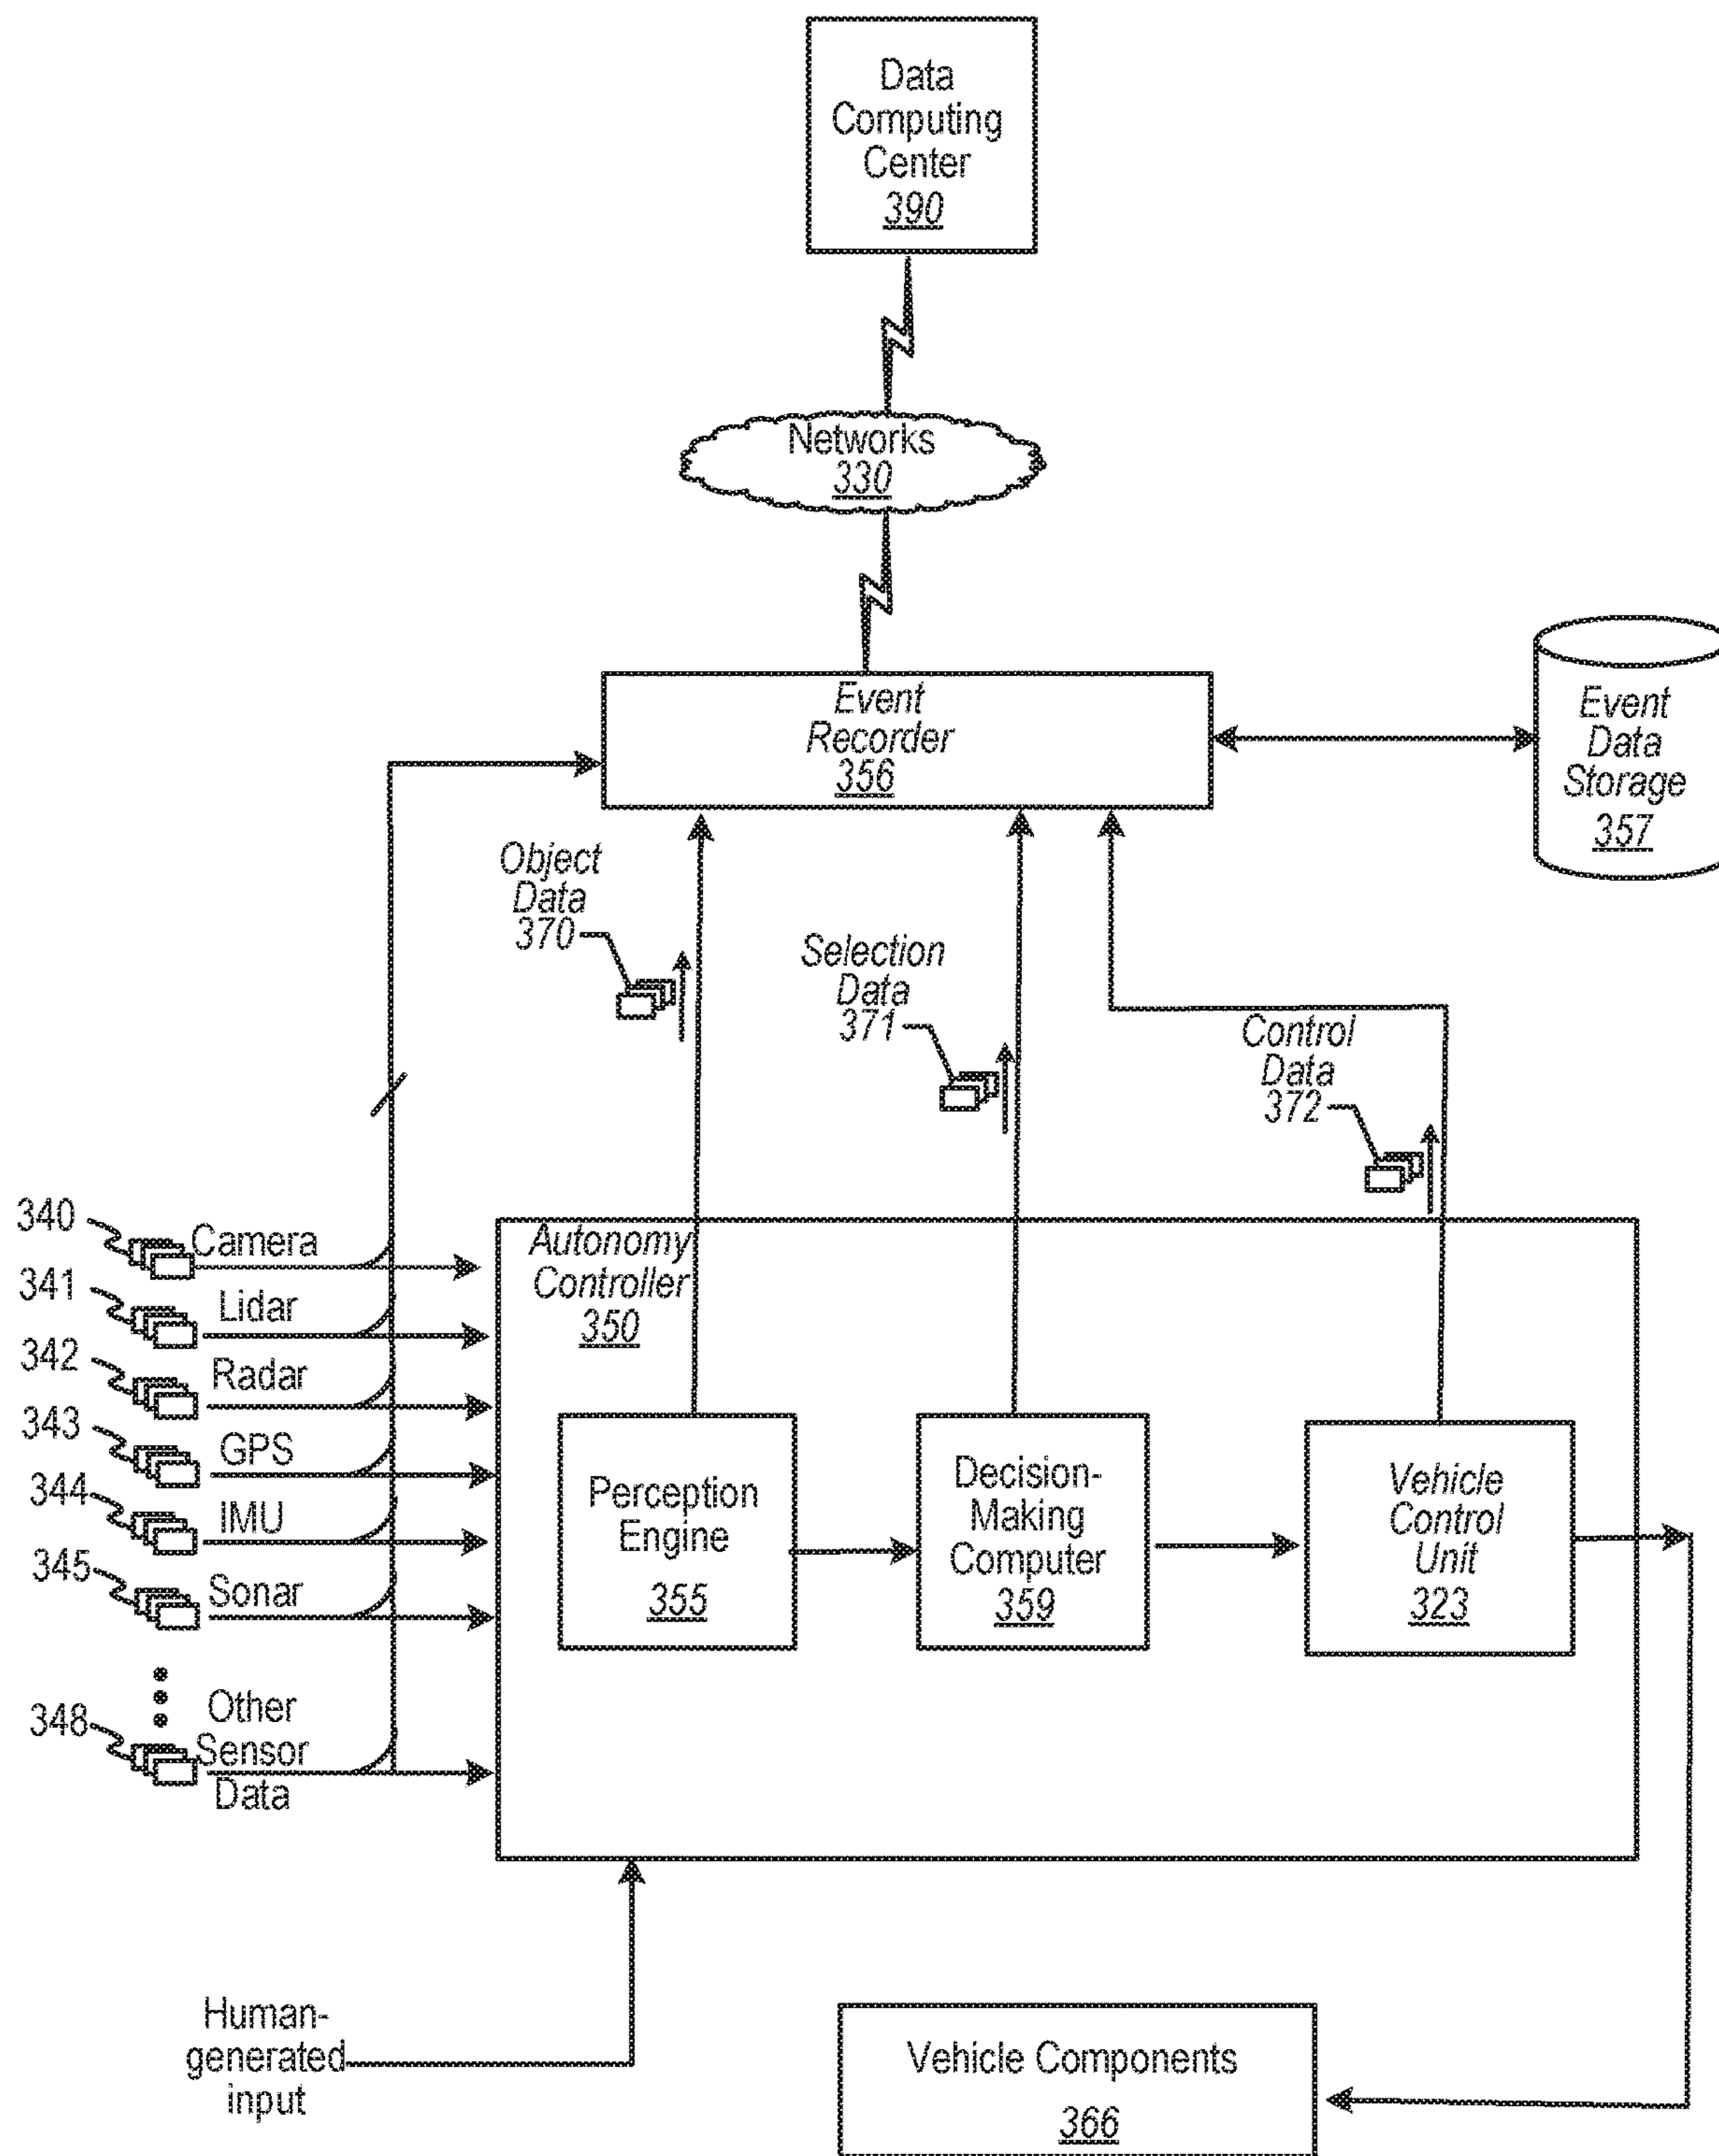 Data
Computing
Center
390
Networks
330
Event
Recorder
356
Event
Data
Storage
357
Object
Data
370
Selection
Data
371
Control
Data
372
340
Camera
341
Lidar
342
Radar
343
GPS
344
IMU
345
Sonar
348
Other
Sensor
Data
Autonomy
Controller
350
Perception
Engine
355
Decision-
Making
Computer
359
Vehicle
Control
Unit
323
Human-
generated
input
Vehicle Components
366